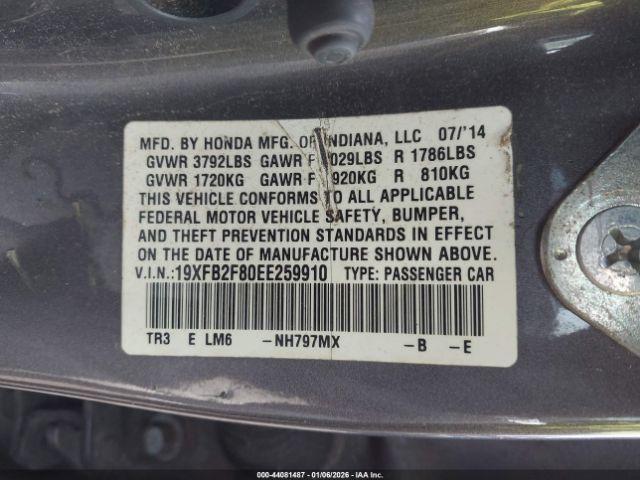 MFD. BY HONDA MFG. OF INDIANA, LLC 07/'14
GVWR 3792LBS GAWR F 029LBS R 1786LBS
GVWR 1720KG GAWR F 920KG R 810KG
THIS VEHICLE CONFORMS TO ALL APPLICABLE
FEDERAL MOTOR VEHICLE SAFETY, BUMPER,
AND THEFT PREVENTION STANDARDS IN EFFECT
ON THE DATE OF MANUFACTURE SHOWN ABOVE.
V.I.N.:19XFB2F80EE259910 TYPE: PASSENGER CAR
TR3 E LM6 -NH797MX -B -E
000-44081487 - 01/06/2026 - IAA Inc.